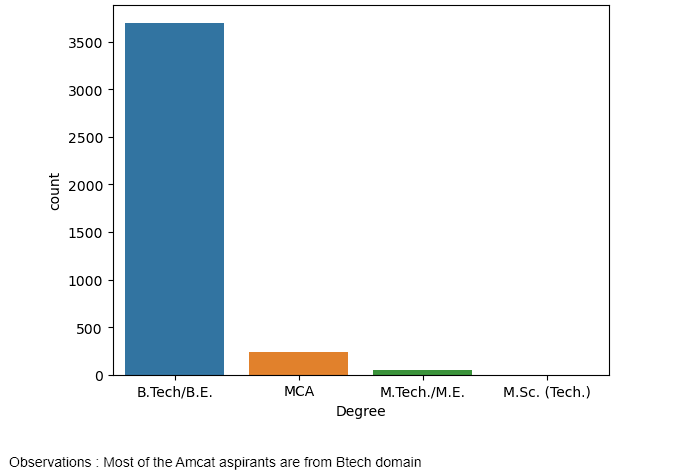 3500
3000
2500
2000
1500
1000
500
0
count
B.Tech/B.E. MCA M.Tech./M.E. M.Sc. (Tech.)
Degree
Observations : Most of the Amcat aspirants are from Btech domain